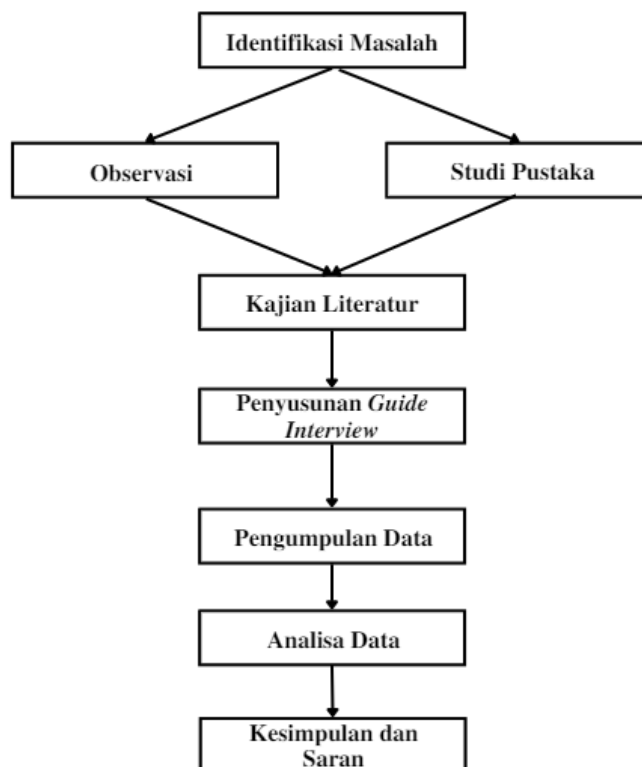 Identifikasi Masalah
Observasi
Studi Pustaka
Kajian Literatur
Penyusunan Guide
Interview
Pengumpulan Data
Analisa Data
Kesimpulan dan
Saran